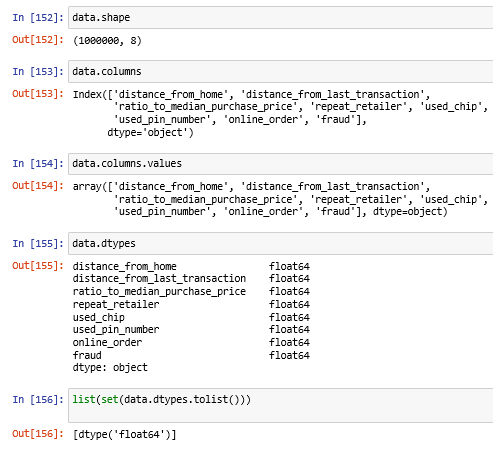 In [152]: data.shape
Out[152]: (1000000, 8)
In [153]: data.columns
Out[153]: Index(['distance_from_home', 'distance_from_last_transaction',
'ratio_to_median_purchase_price', 'repeat_retailer', 'used_chip',
'used_pin_number', 'online_order', 'fraud'],
dtype='object')
In [154]: data.columns.values
Out[154]: array(['distance_from_home', 'distance_from_last_transaction',
'ratio_to_median_purchase_price', 'repeat_retailer', 'used_chip',
'used_pin_number', 'online_order', 'fraud'], dtype=object)
In [155]: data.dtypes
Out[155]: distance_from_home float64
distance_from_last_transaction float64
ratio_to_median_purchase_price float64
repeat_retailer float64
used_chip float64
used_pin_number float64
online_order float64
fraud float64
dtype: object
In [156]: list(set(data.dtypes.tolist()))
Out[156]: [dtype('float64')]